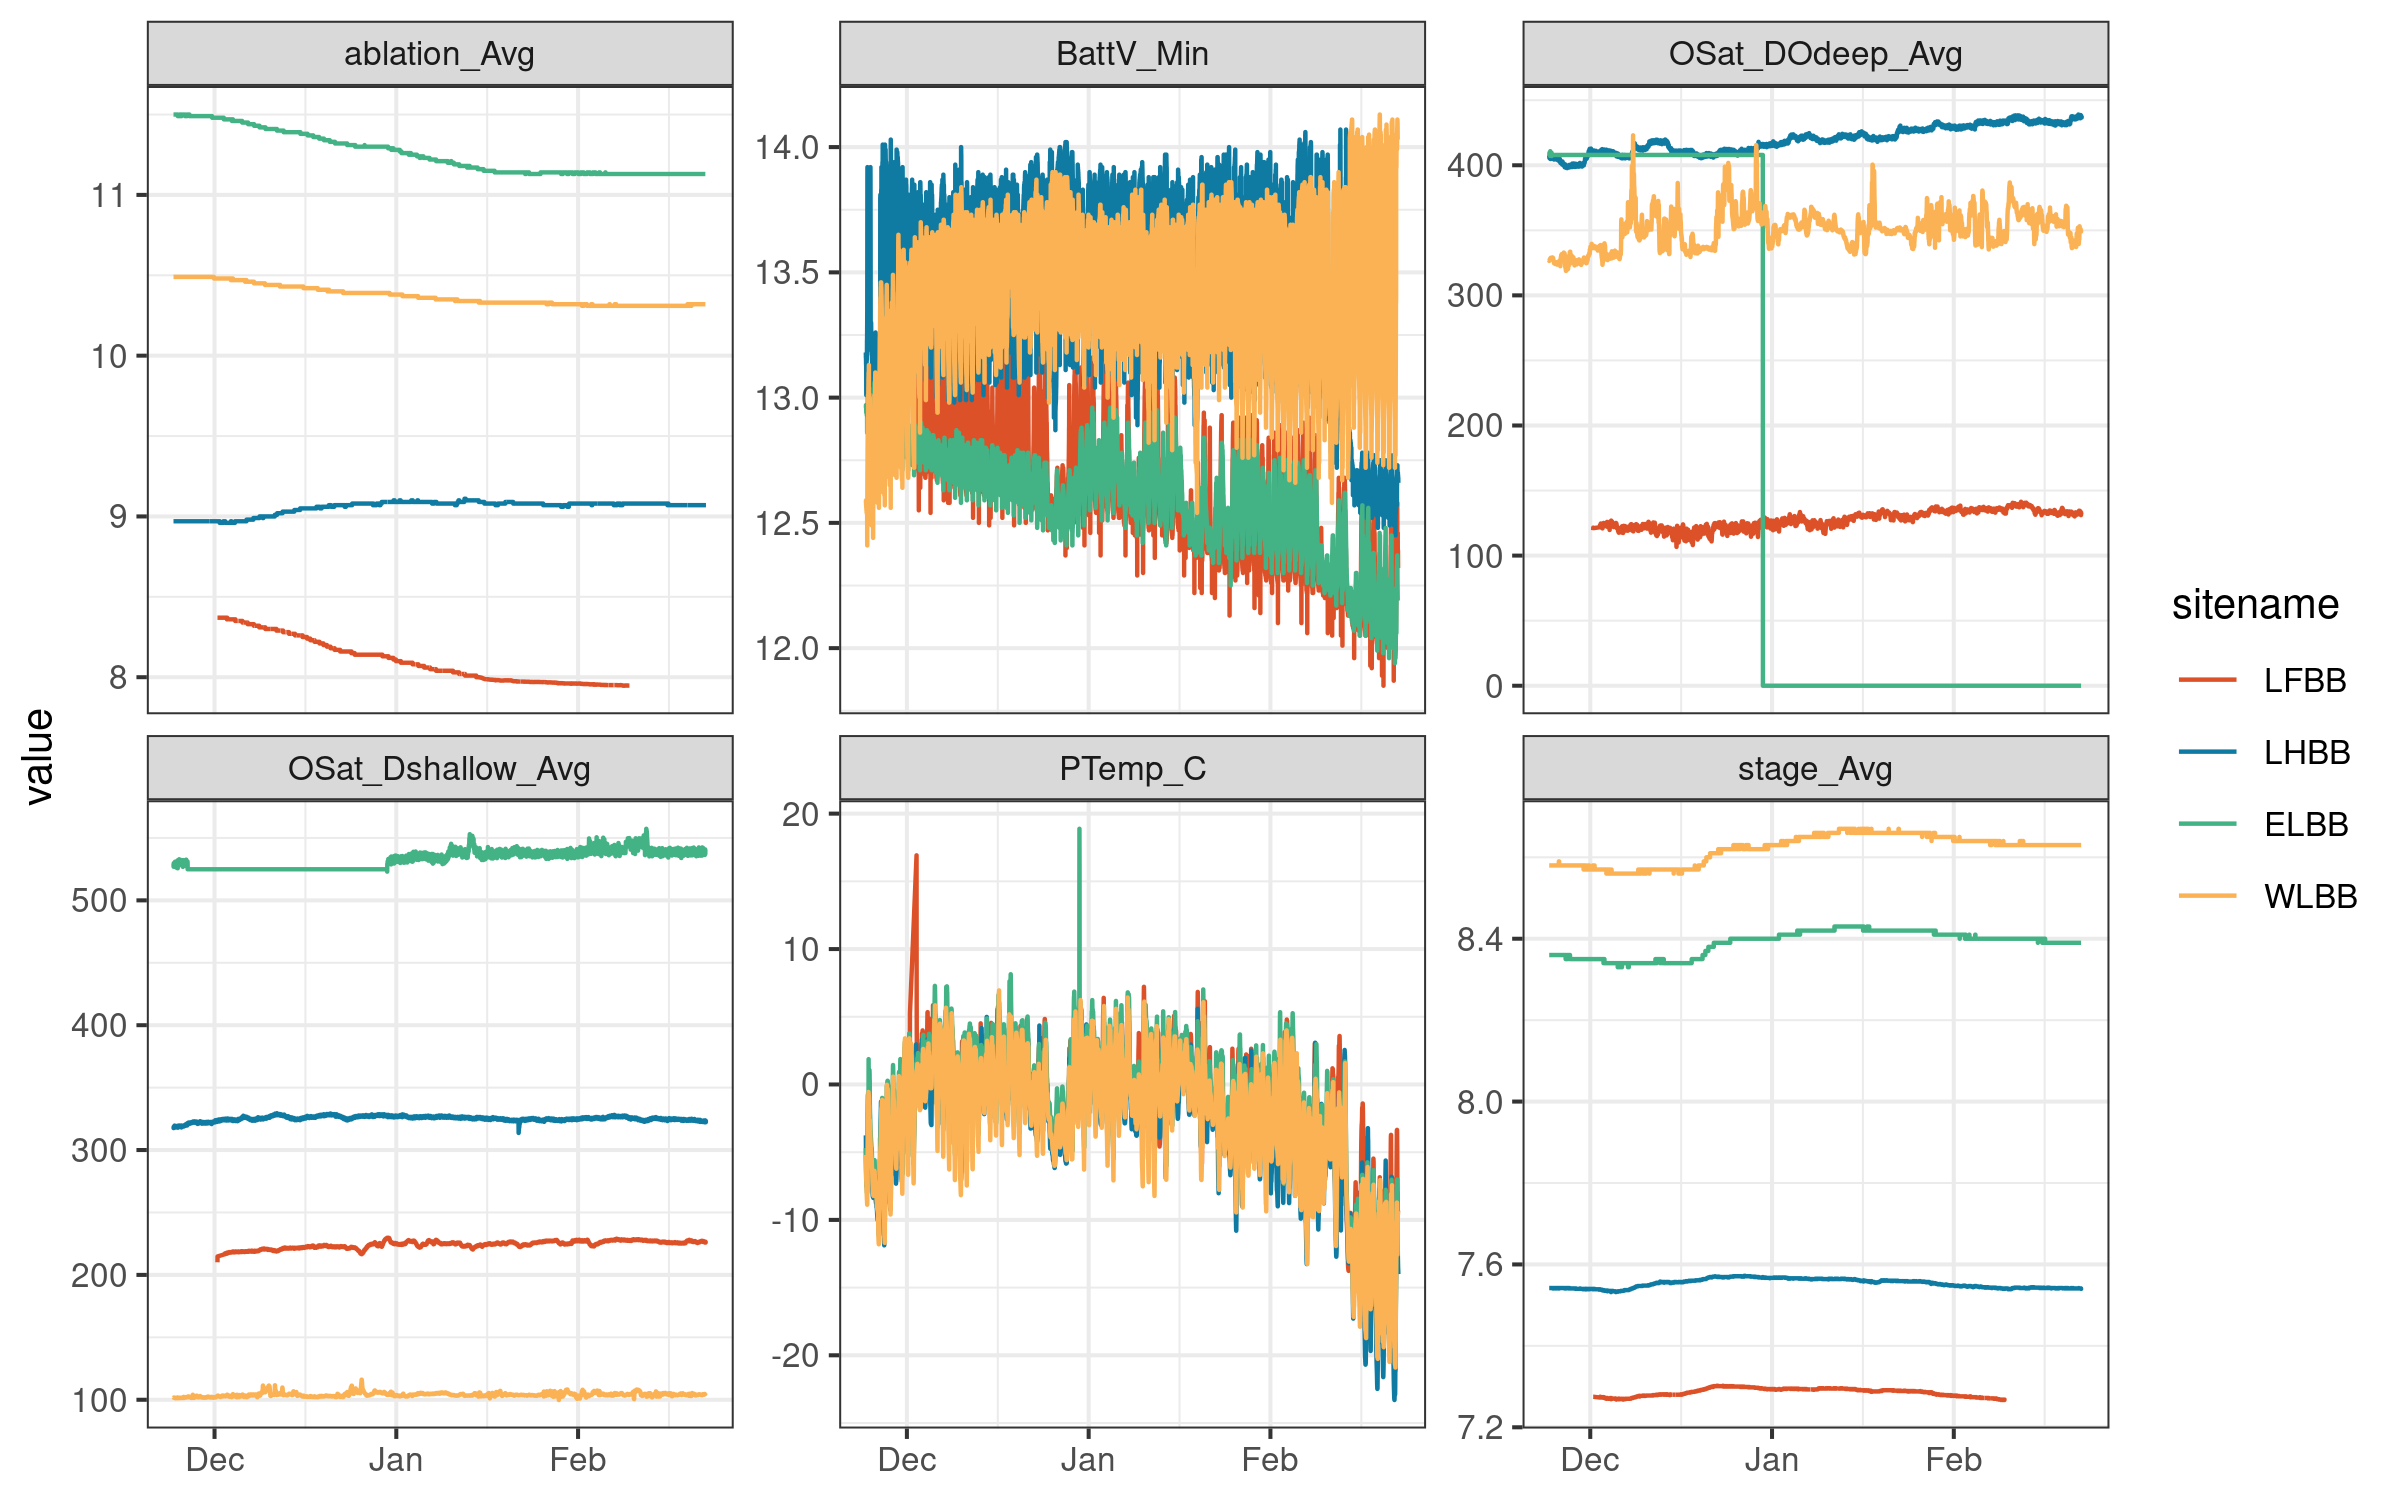 ablation_Avg
BattV_Min
OSat_DOdeep_Avg
11
10
9
8
14.0
13.5
13.0
12.5
12.0
400
300
200
100
0
value
OSat_Dshallow_Avg
PTemp_C
stage_Avg
500
400
300
200
100
20
10
0
-10
-20
8.4
8.0
7.6
7.2
Dec Jan Feb
Dec Jan Feb
Dec Jan Feb
sitename
LFBB
LHBB
ELBB
WLBB